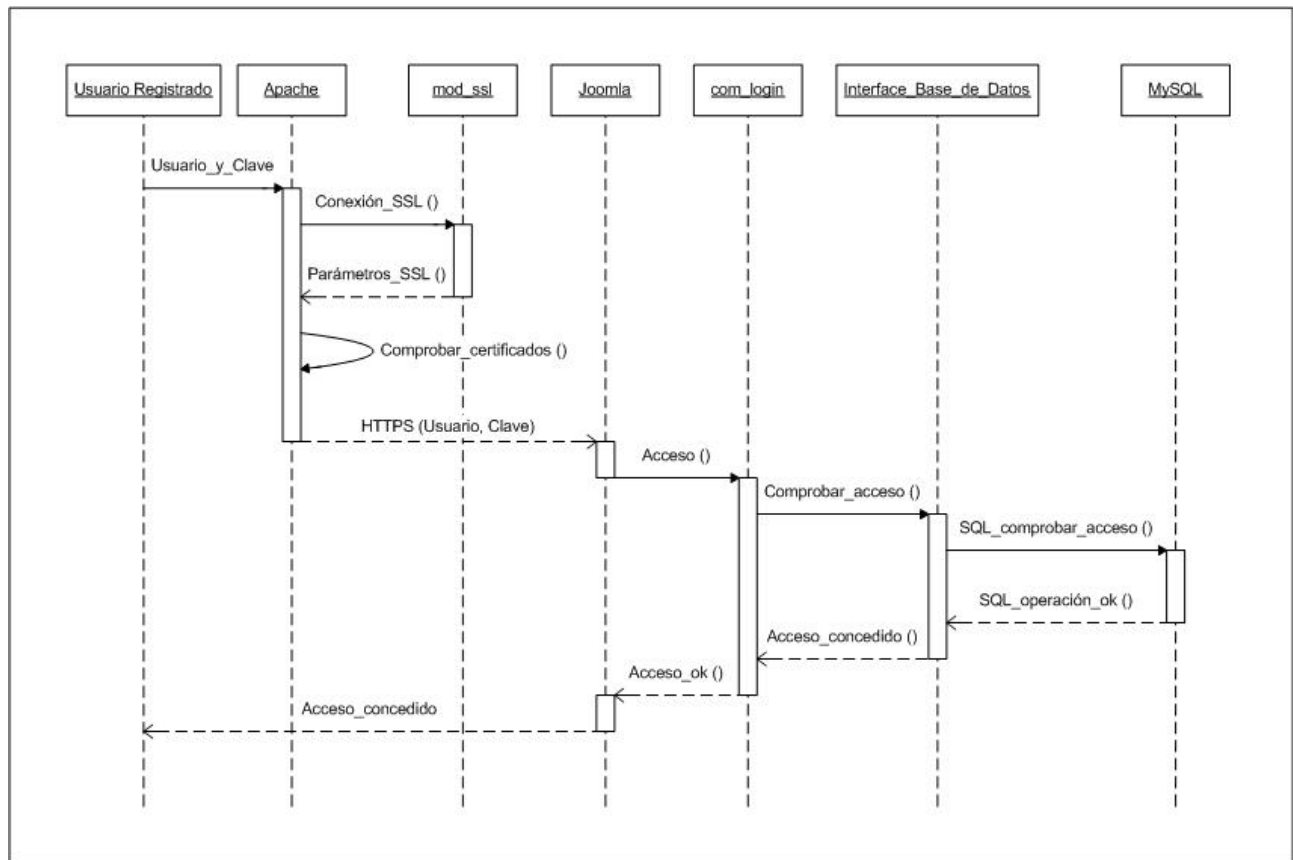 Usuario Registrado
Apache
mod_ssl
Joomla
com_login
Interface_Base_de_Datos
MySQL
Usuario_y_Clave
Conexión_SSL ()
Parámetros_SSL ()
Comprobar_certificados ()
HTTPS (Usuario, Clave)
Acceso ()
Comprobar_acceso ()
SQL_comprobar_acceso ()
SQL_operación_ok ()
Acceso_concedido ()
Acceso_ok ()
Acceso_concedido